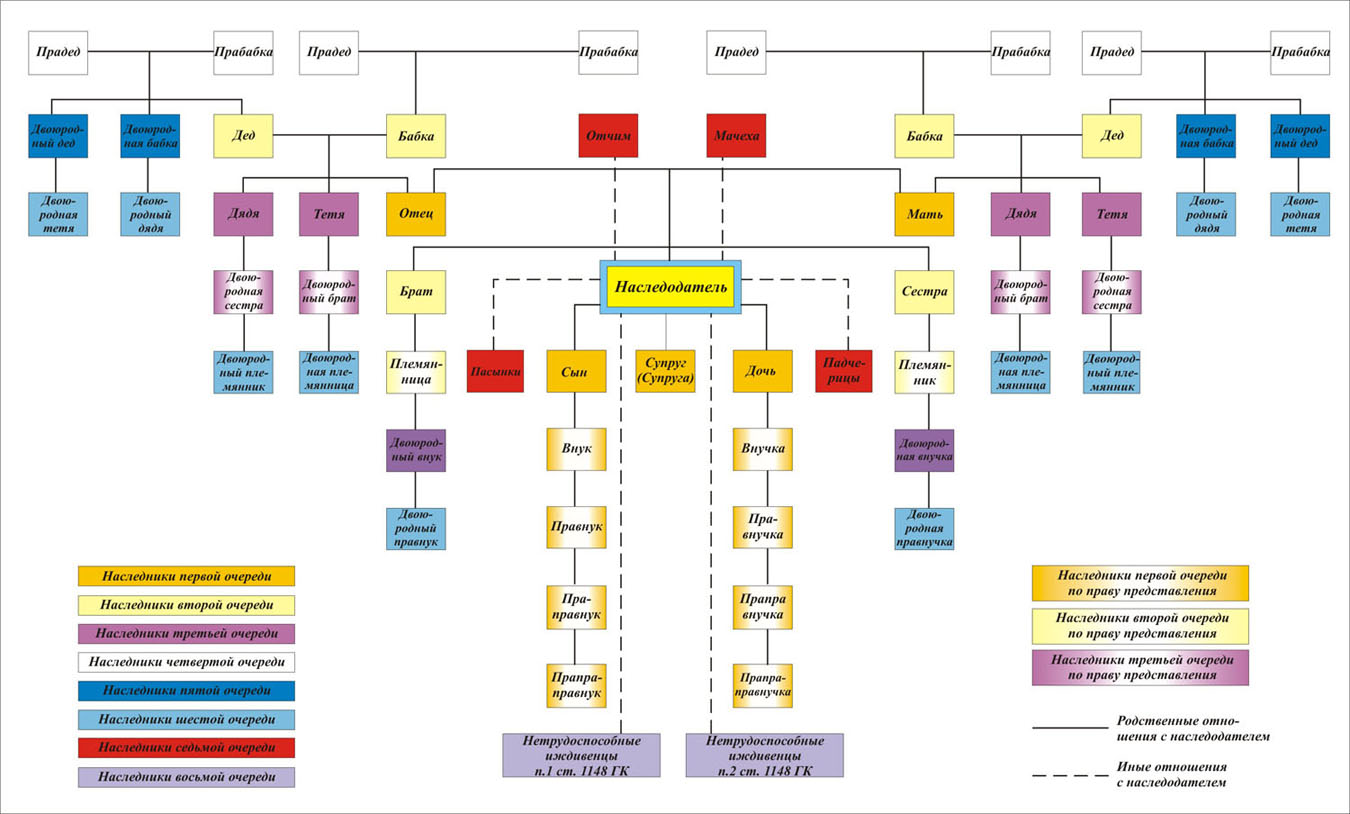 Прадед
Прабабка
Прадед
Прабабка
Прадед
Прабабка
Прадед
Прабабка
Двоюрод-
ный дед
Двоюрод-
ная бабка
Дед
Бабка
Отчим
Мачеха
Бабка
Дед
Двоюрод-
ная бабка
Двоюрод-
ный дед
Двою-
родная
тетя
Двою-
родный
дядя
Дядя
Тетя
Отец
Мать
Дядя
Тетя
Двою-
родный
дядя
Двою-
родная
тетя
Двою-
родная
сестра
Двоюрод-
ный брат
Брат
Наследодатель
Сестра
Двоюрод-
ный брат
Двою-
родная
сестра
Двоюрод-
ный пле-
мянник
Двоюрод-
ная пле-
мянница
Племян-
ница
Пасынки
Сын
Супруг
(Супруга)
Дочь
Падче-
рицы
Племян-
ник
Двоюрод-
ная пле-
мянница
Двоюрод-
ный пле-
мянник
Двоюрод-
ный внук
Внук
Внучка
Двоюрод-
ная внучка
Двою-
родный
правнук
Правнук
Пра-
внучка
Двою-
родная
правнучка
Пра-
правнук
Прапра
внучка
Прапра-
правнук
Прапра-
правнучка
Нетрудоспособные
иждивенцы
п.1 ст. 1148 ГК
Нетрудоспособные
иждивенцы
п.2 ст. 1148 ГК
Наследники первой очереди
Наследники второй очереди
Наследники третьей очереди
Наследники четвертой очереди
Наследники пятой очереди
Наследники шестой очереди
Наследники седьмой очереди
Наследники восьмой очереди
Наследники первой очереди
по праву представления
Наследники второй очереди
по праву представления
Наследники третьей очереди
по праву представления
Родственные отно-
шения с наследодателем
Иные отношения
с наследодателем